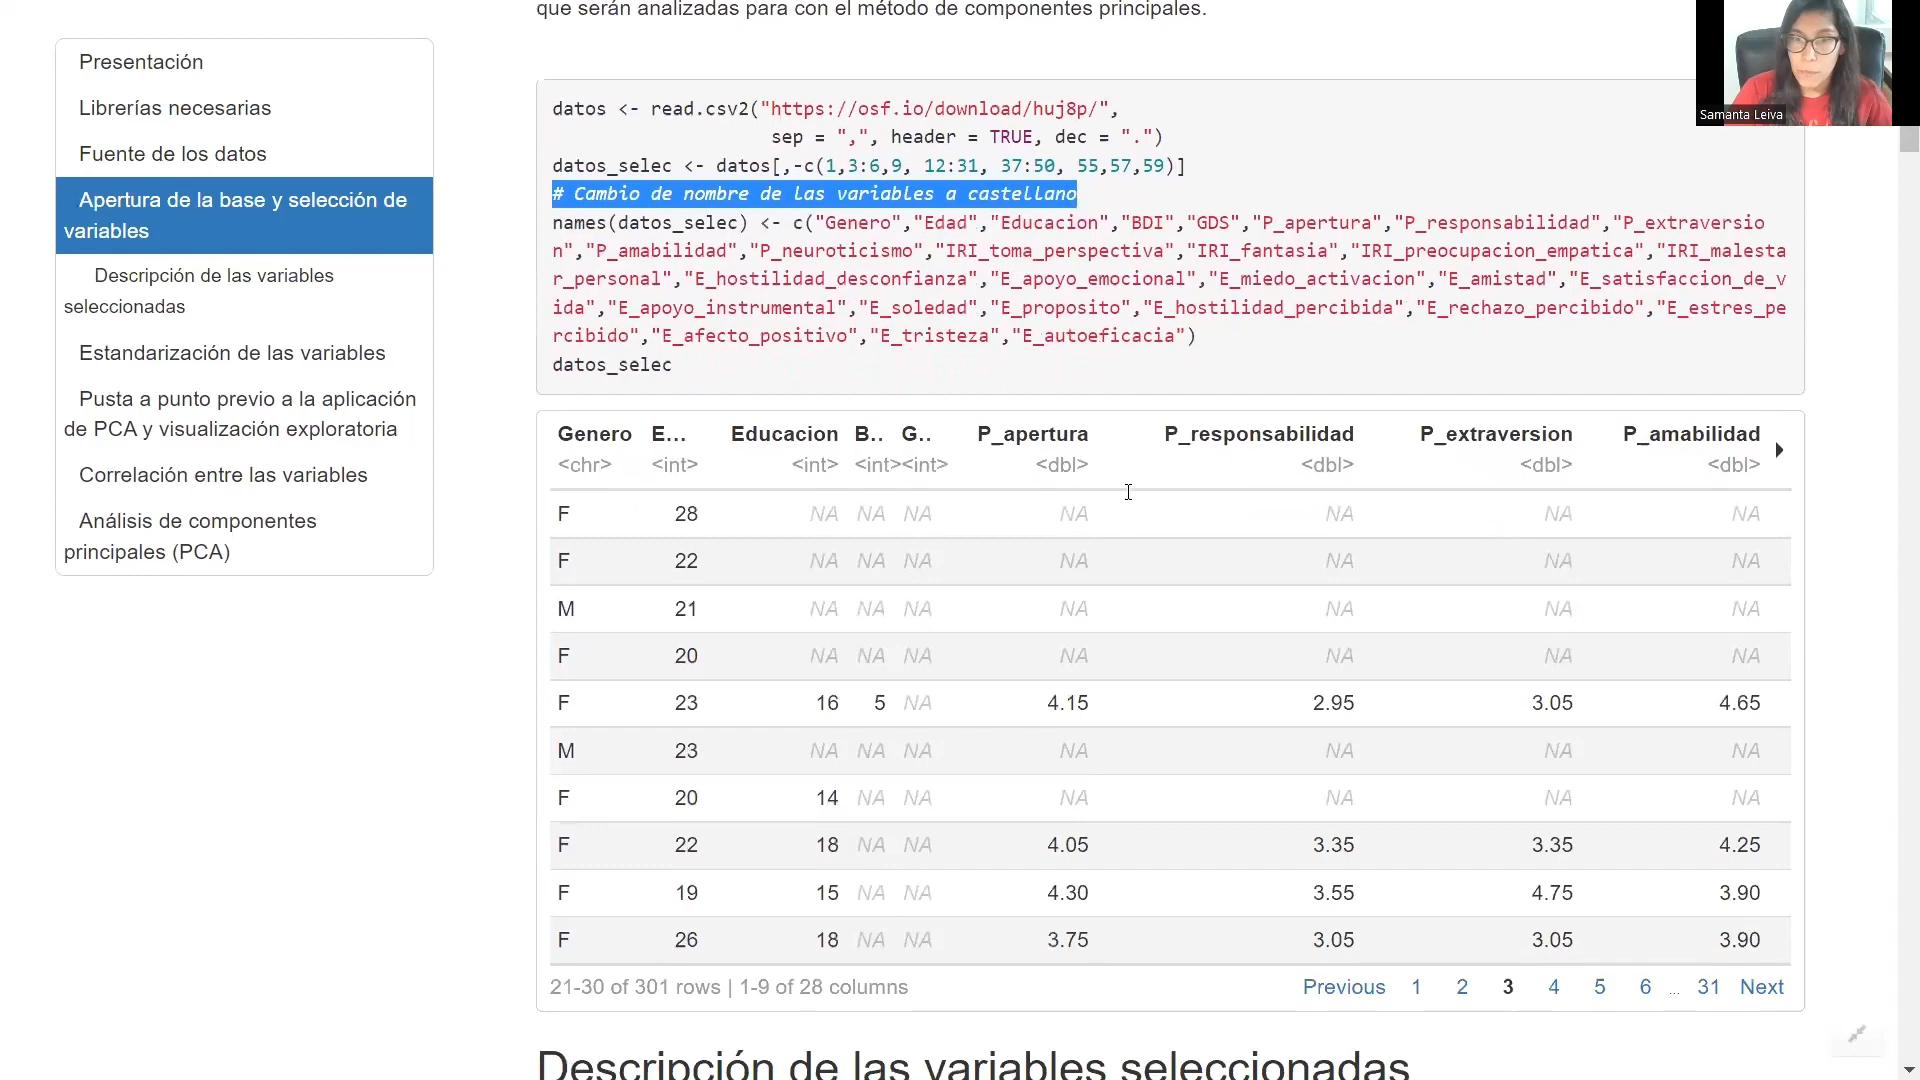 que serán analizadas para con el método de componentes principales.
Presentación
Librerías necesarias
Fuente de los datos
Apertura de la base y selección de
variables
Descripción de las variables
seleccionadas
Estandarización de las variables
Pusta a punto previo a la aplicación
de PCA y visualización exploratoria
Correlación entre las variables
Análisis de componentes
principales (PCA)
datos <- read.csv2("https://osf.io/download/huj8p/",
sep = ",", header = TRUE, dec = ".")
datos_selec <- datos[,-c(1,3:6,9, 12:31, 37:50, 55,57,59)]
# Cambio de nombre de las variables a castellano
names(datos_selec) <- c("Genero","Edad","Educacion","BDI","GDS","P_apertura","P_responsabilidad","P_extraversio
n","P_amabilidad","P_neuroticismo","IRI_toma_perspectiva","IRI_fantasia","IRI_preocupacion_empatica","IRI_malesta
r_personal","E_hostilidad_desconfianza","E_apoyo_emocional","E_miedo_activacion","E_amistad","E_satisfaccion_de_v
ida","E_apoyo_instrumental","E_soledad","E_proposito","E_hostilidad_percibida","E_rechazo_percibido","E_estres_pe
rcibido","E_afecto_positivo","E_tristeza","E_autoeficacia")
datos_selec
Samanta Leiva
Genero E... Educacion B.. G.. P_apertura P_responsabilidad P_extraversion P_amabilidad
<chr> <int> <int> <int><int> <dbl> <dbl> <dbl> <dbl>
F 28 NA NA NA NA NA NA NA
F 22 NA NA NA NA NA NA NA
M 21 NA NA NA NA NA NA NA
F 20 NA NA NA NA NA NA NA
F 23 16 5 NA 4.15 2.95 3.05 4.65
M 23 NA NA NA NA NA NA NA
F 20 14 NA NA NA NA NA NA
F 22 18 NA NA 4.05 3.35 3.35 4.25
F 19 15 NA NA 4.30 3.55 4.75 3.90
F 26 18 NA NA 3.75 3.05 3.05 3.90
21-30 of 301 rows | 1-9 of 28 columns
Previous 1 2 3 4 5 6 ... 31 Next
Descripción de las variables seleccionadas